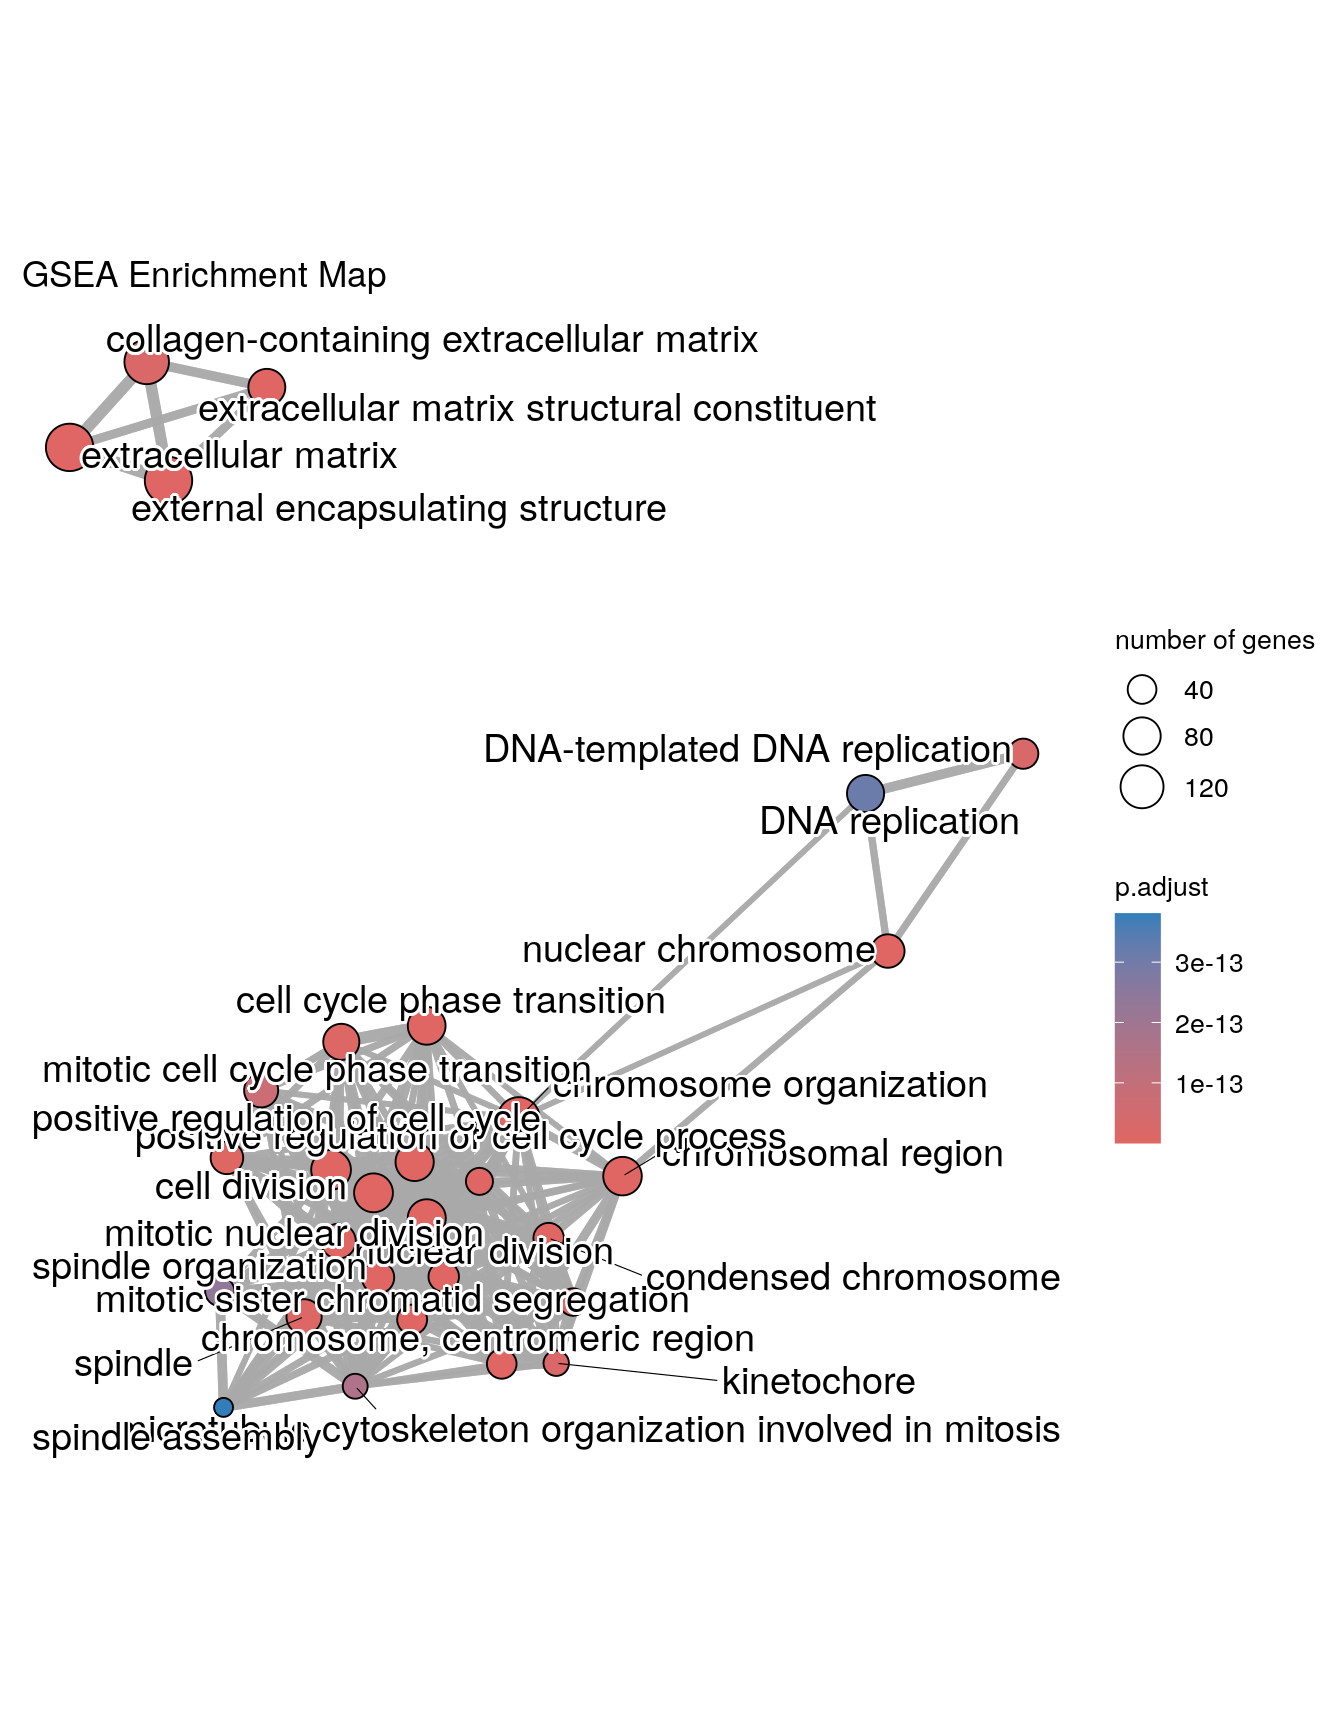 GSEA Enrichment Map
collagen-containing extracellular matrix
extracellular matrix structural constituent
extracellular matrix
external encapsulating structure
number of genes
40
80
120
DNA-templated DNA replication
DNA replication
p.adjust
3e-13
2e-13
1e-13
nuclear chromosome
cell cycle phase transition
mitotic cell cycle phase transition
chromosome organization
positive regulation of cell cycle
positive regulation of cell cycle process
chromosomal region
cell division
mitotic nuclear division
nuclear division
spindle organization
condensed chromosome
mitotic sister chromatid segregation
chromosome, centromeric region
spindle
kinetochore
microtubule cytoskeleton organization involved in mitosis
spindle assembly